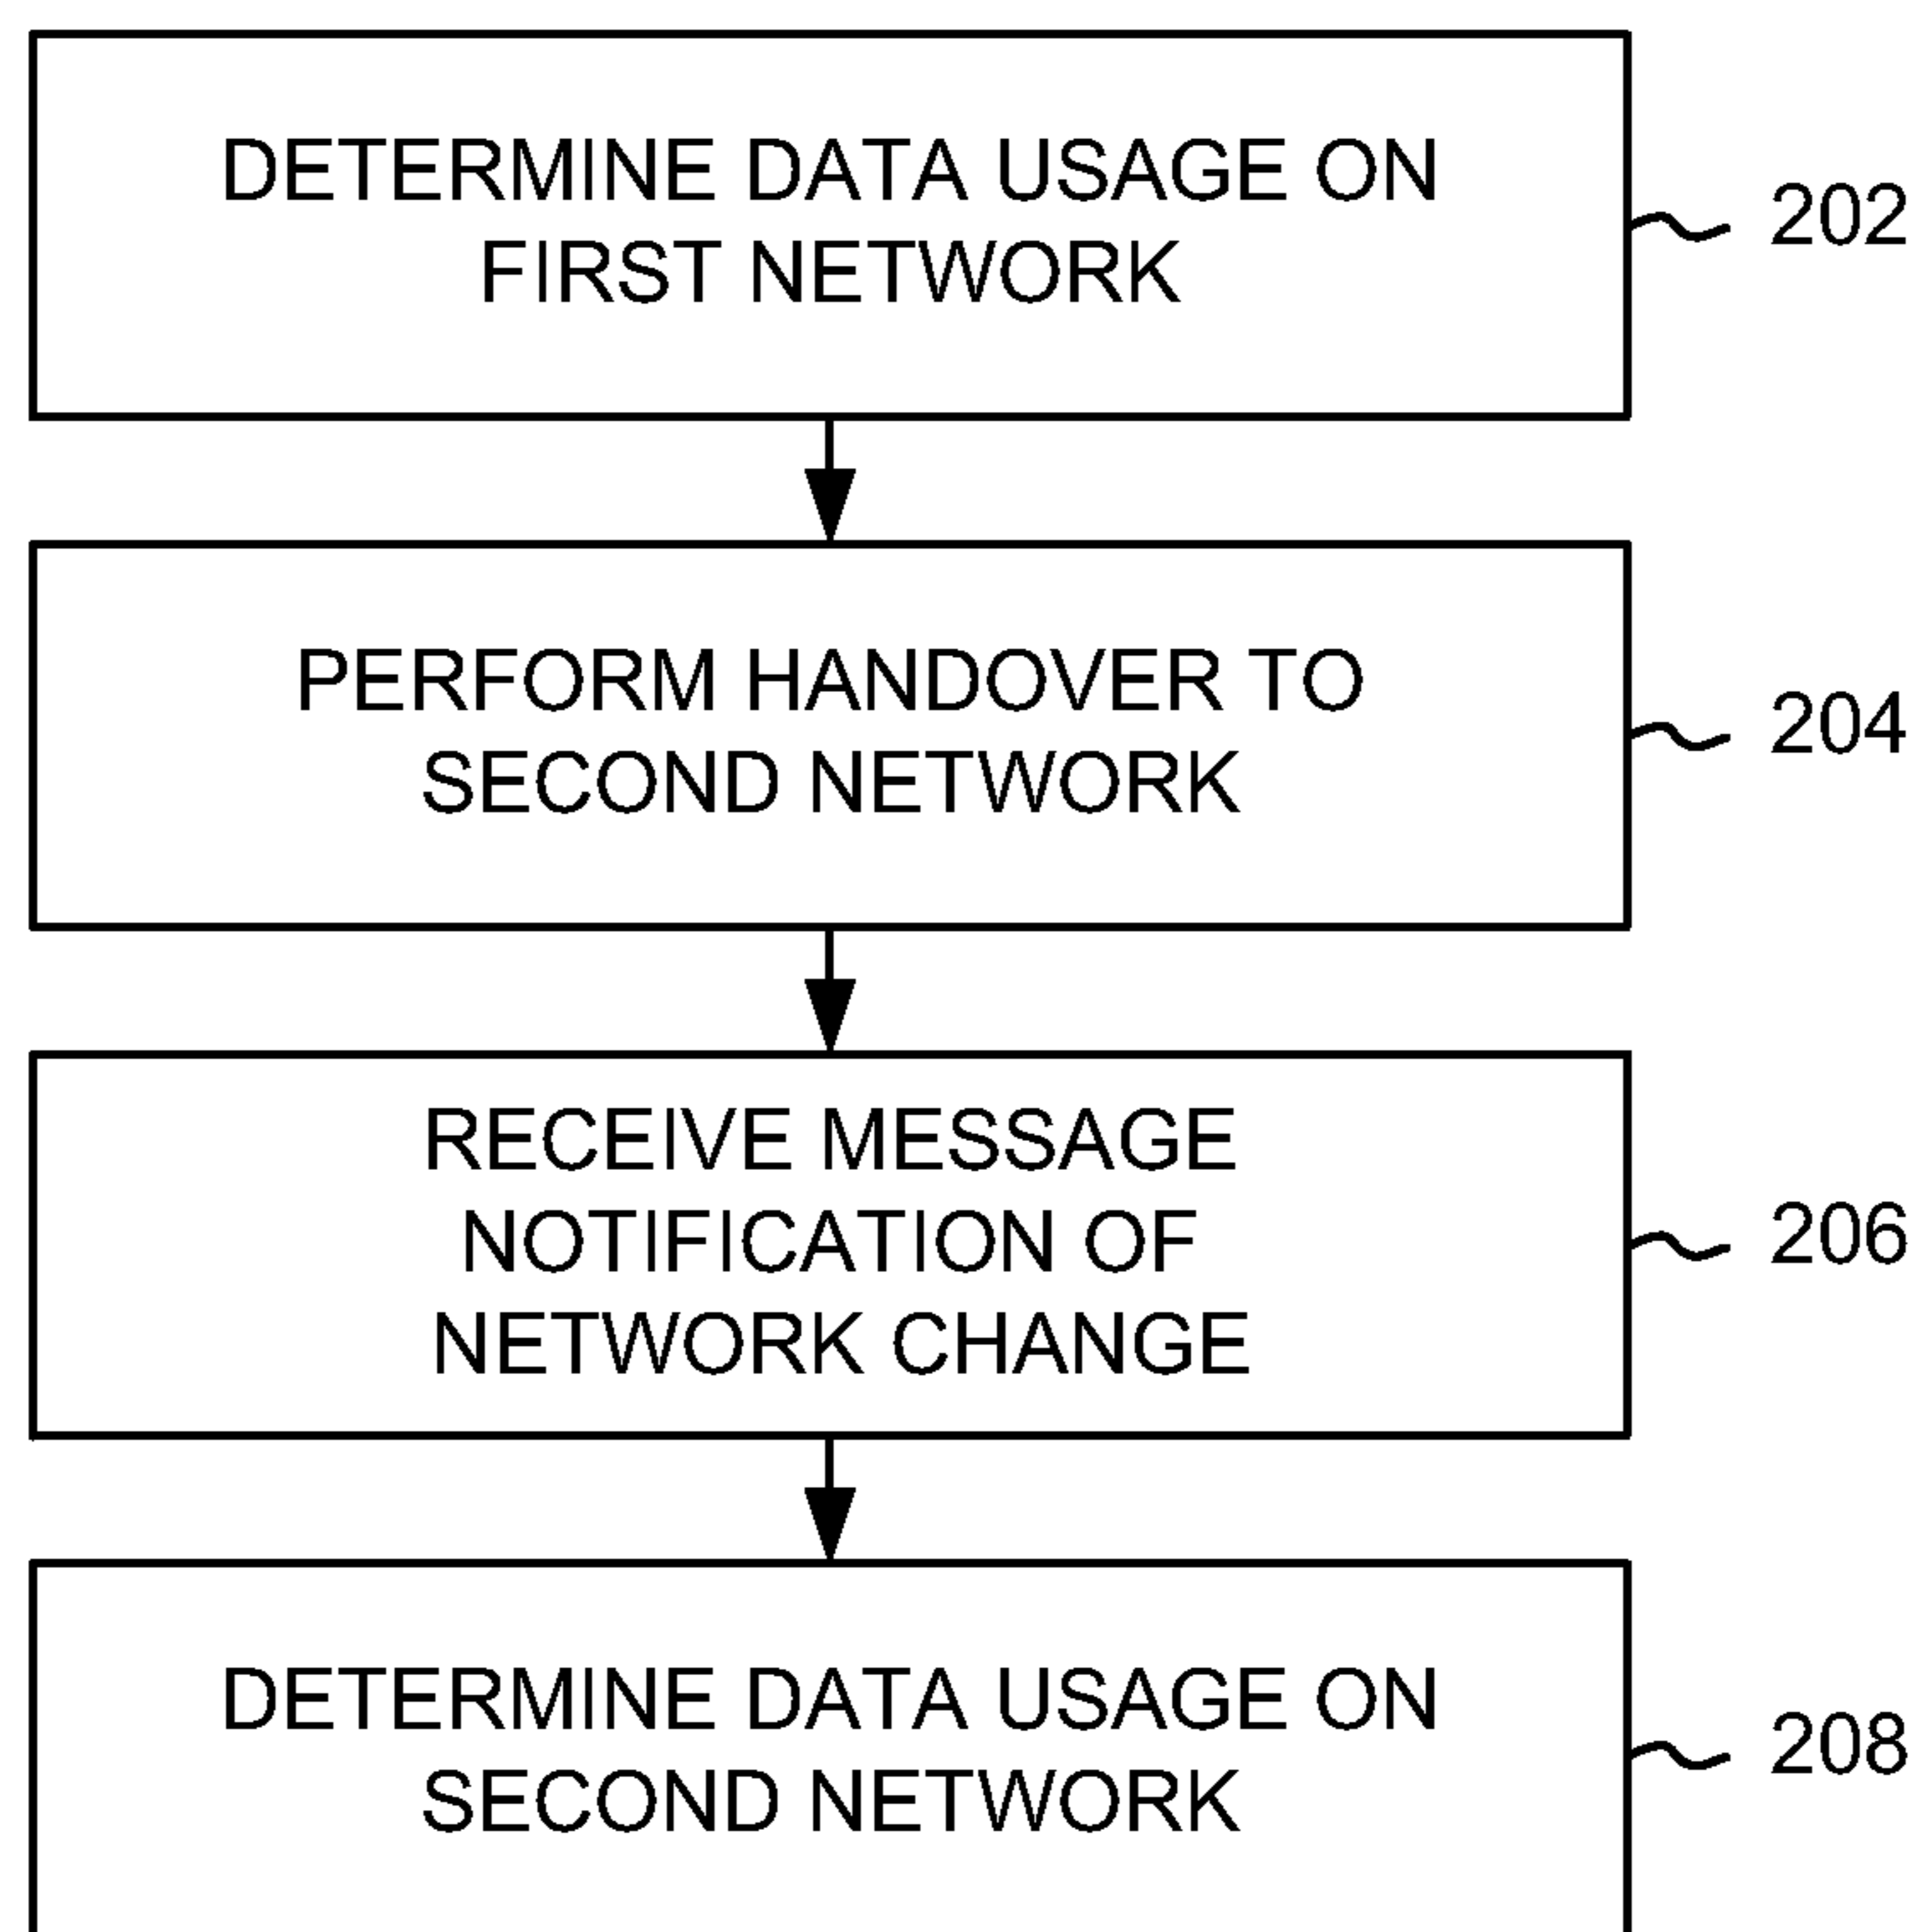 DETERMINE DATA USAGE ON
FIRST NETWORK
202
PERFORM HANDOVER TO
SECOND NETWORK
204
RECEIVE MESSAGE
NOTIFICATION OF
NETWORK CHANGE
206
DETERMINE DATA USAGE ON
SECOND NETWORK
208